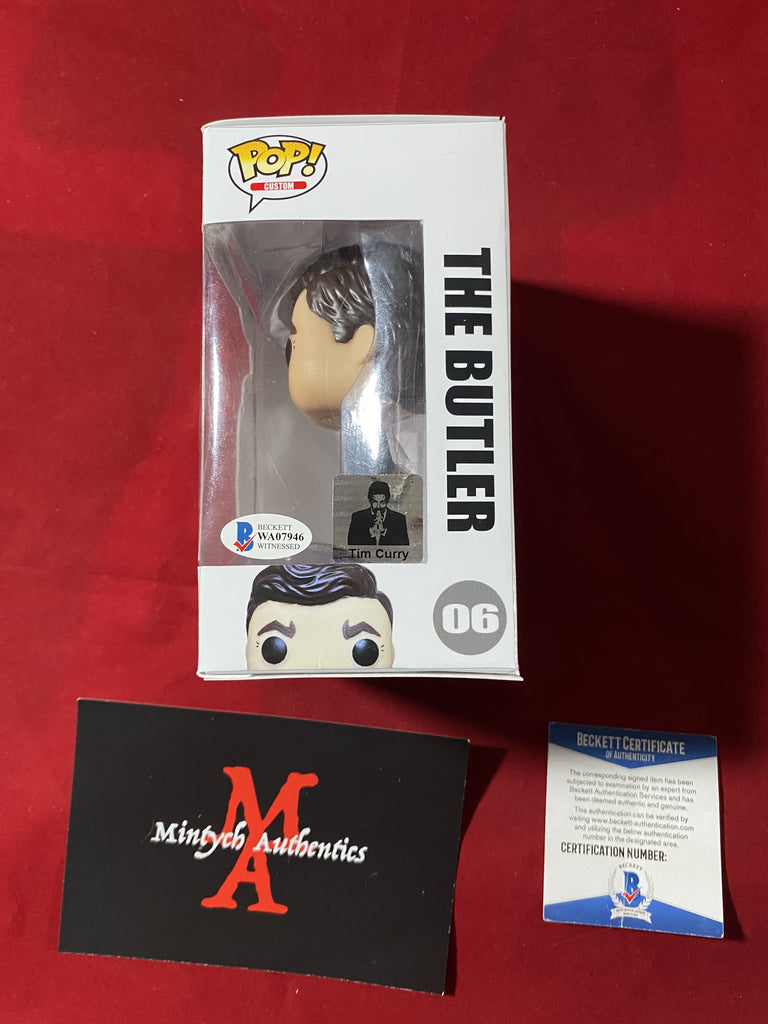 POP!
CUSTOM
THE BUTLER
BECKETT
WA07946
WITNESSED
Tim Curry
06
MA
Mintych Authentics
BECKETT CERTIFICATE
OF AUTHENTICITY
The corresponding signed item has been
subjected to examination by an expert from
Beckett Authentication Services and has
been deemed authentic and genuine.
This authentication can be verified by
visiting www.beckett-authentication.com
and utilizing the below authentication
number in the designated area.
CERTIFICATION NUMBER:
BECKETT
B